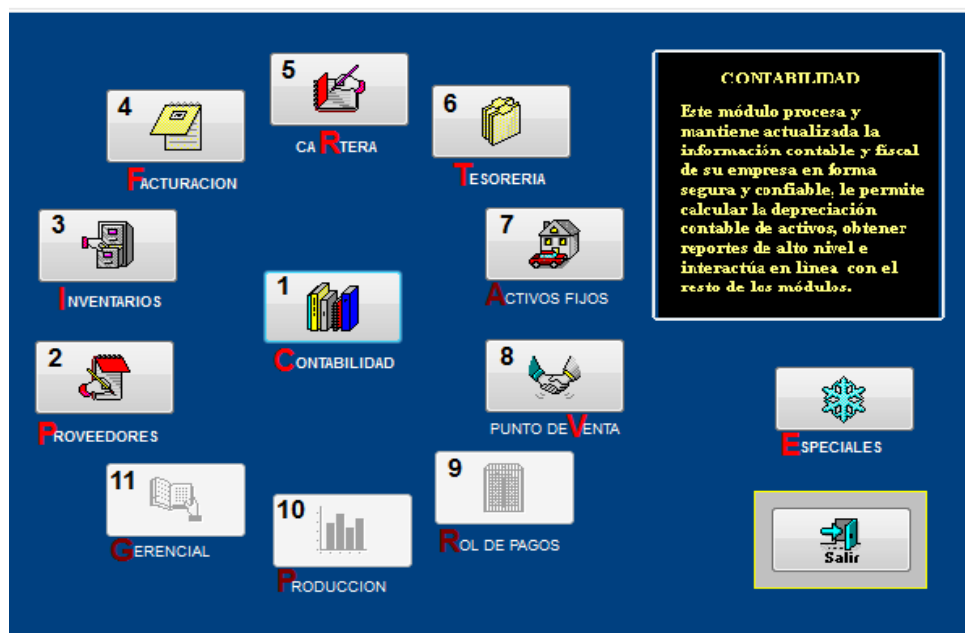 5
CA RTERA
4
FACTURACION
6
TESORERIA
3
INVENTARIOS
7
ACTIVOS FIJOS
1
CONTABILIDAD
2
PROVEEDORES
8
PUNTO DE VENTA
11
GERENCIAL
10
PRODUCCION
9
ROL DE PAGOS
CONTABILIDAD
Este módulo procesa y
mantiene actualizada la
información contable y fiscal
de su empresa en forma
segura y confiable, le permite
calcular la depreciación
contable de activos, obtener
reportes de alto nivel e
interactúa en línea con el
resto de los módulos.
ESPECIALES
Salir